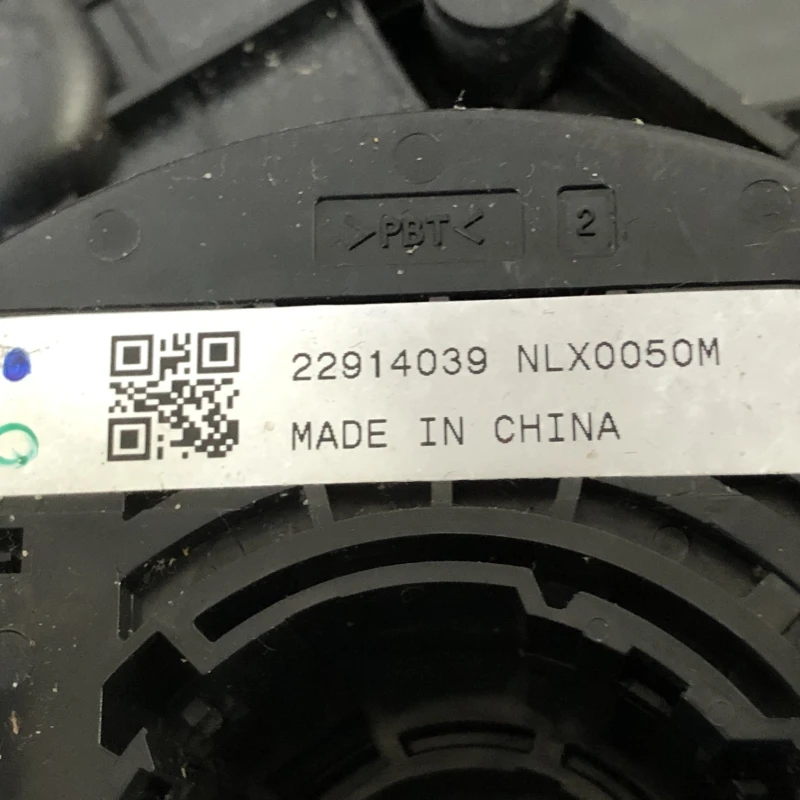 >PBT<
2
22914039 NLX0050M
MADE IN CHINA